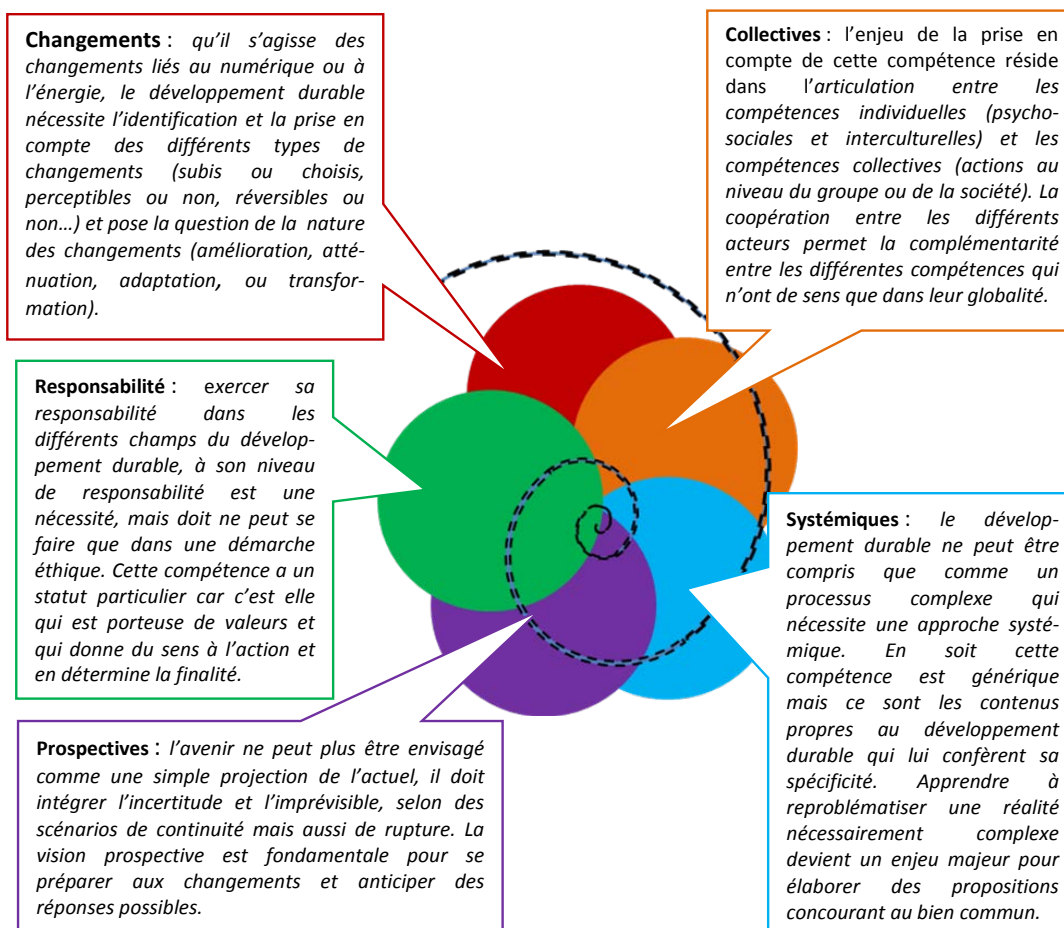 Changements : qu'il s'agisse des
changements liés au numérique ou à
l'énergie, le développement durable
nécessite l'identification et la prise en
compte des différents types de
changements (subis ou choisis,
perceptibles ou non, réversibles ou
non…) et pose la question de la nature
des changements (amélioration, atté-
nuation, adaptation, ou transfor-
mation).
Collectives : l'enjeu de la prise en
compte de cette compétence réside
dans l'articulation entre les
compétences individuelles (psycho-
sociales et interculturelles) et les
compétences collectives (actions au
niveau du groupe ou de la société). La
coopération entre les différents
acteurs permet la complémentarité
entre les différentes compétences qui
n'ont de sens que dans leur globalité.
Responsabilité : exercer sa
responsabilité dans les
différents champs du dévelop-
pement durable, à son niveau
de responsabilité est une
nécessité, mais doit ne peut se
faire que dans une démarche
éthique. Cette compétence a un
statut particulier car c'est elle
qui est porteuse de valeurs et
qui donne du sens à l'action et
en détermine la finalité.
Systémiques : le dévelop-
pement durable ne peut être
compris que comme un
processus complexe qui
nécessite une approche systé-
mique. En soit cette
compétence est générique
mais ce sont les contenus
propres au développement
durable qui lui confèrent sa
spécificité. Apprendre à
reproblématiser une réalité
nécessairement complexe
devient un enjeu majeur pour
élaborer des propositions
concourant au bien commun.
Prospectives : l'avenir ne peut plus être envisagé
comme une simple projection de l'actuel, il doit
intégrer l'incertitude et l'imprévisible, selon des
scénarios de continuité mais aussi de rupture. La
vision prospective est fondamentale pour se
préparer aux changements et anticiper des
réponses possibles.